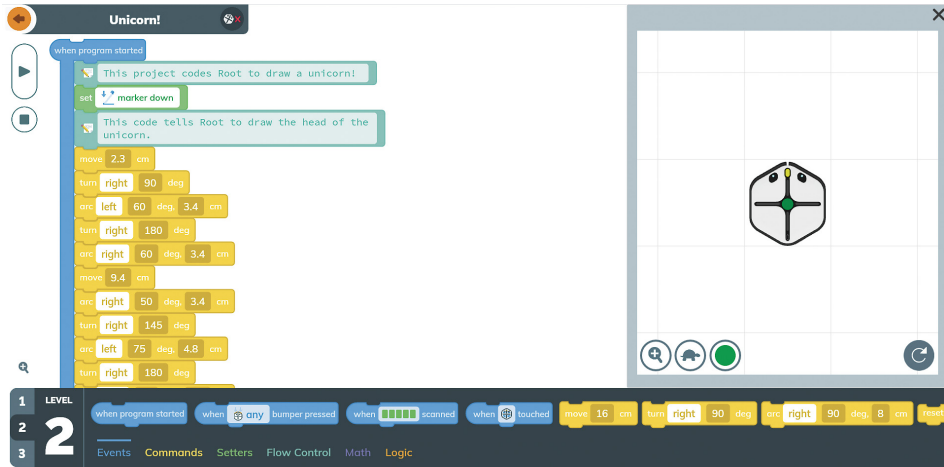 Unicorn!
when program started
This project codes Root to draw a unicorn!
set marker down
This code tells Root to draw the head of the
unicorn.
move 2.3 cm
turn right 90 deg
arc left 60 deg, 3.4 cm
turn right 180 deg
arc right 60 deg, 3.4 cm
move 9.4 cm
arc right 50 deg, 3.4 cm
turn right 145 deg
arc left 75 deg, 4.8 cm
turn right 180 deg
1
2
3
LEVEL
2
when program started
when any bumper pressed
when scanned
when touched
move 16 cm
turn right 90 deg
arc right 90 deg, 8 cm
reset
Events Commands Setters Flow Control Math Logic